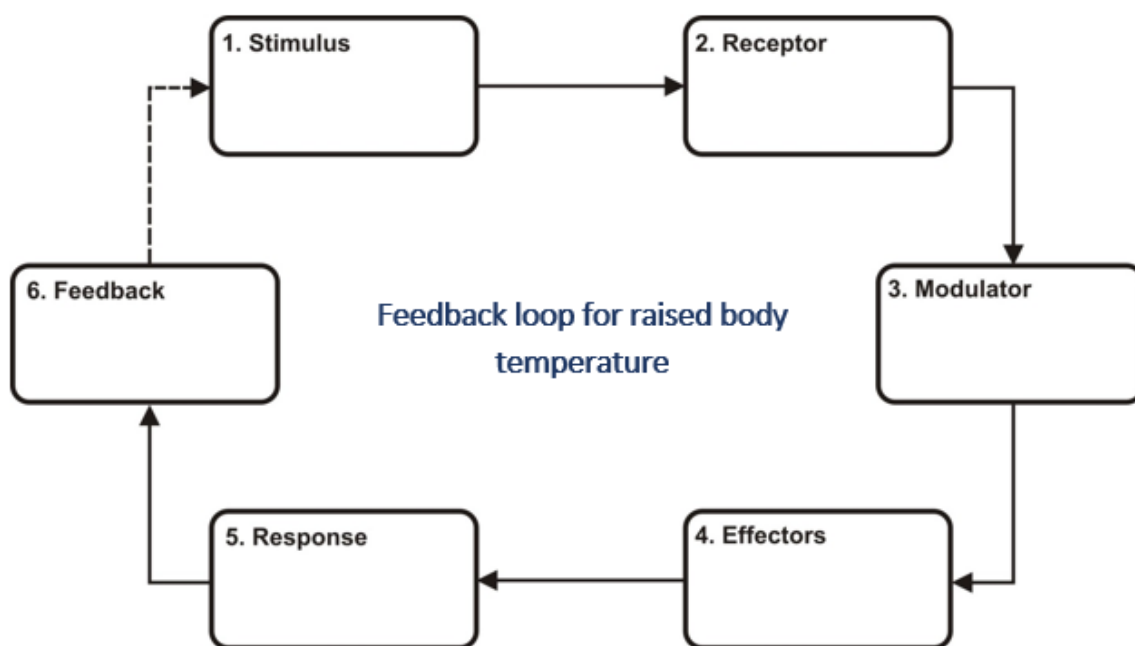 1. Stimulus
2. Receptor
3. Modulator
4. Effectors
5. Response
6. Feedback
Feedback loop for raised body
temperature